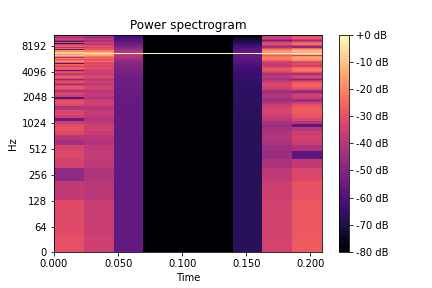 Power spectrogram
8192
4096
2048
1024
512
256
128
64
0
Hz
0.000 0.050 0.100 0.150 0.200
Time
+0 dB
-10 dB
-20 dB
-30 dB
-40 dB
-50 dB
-60 dB
-70 dB
-80 dB